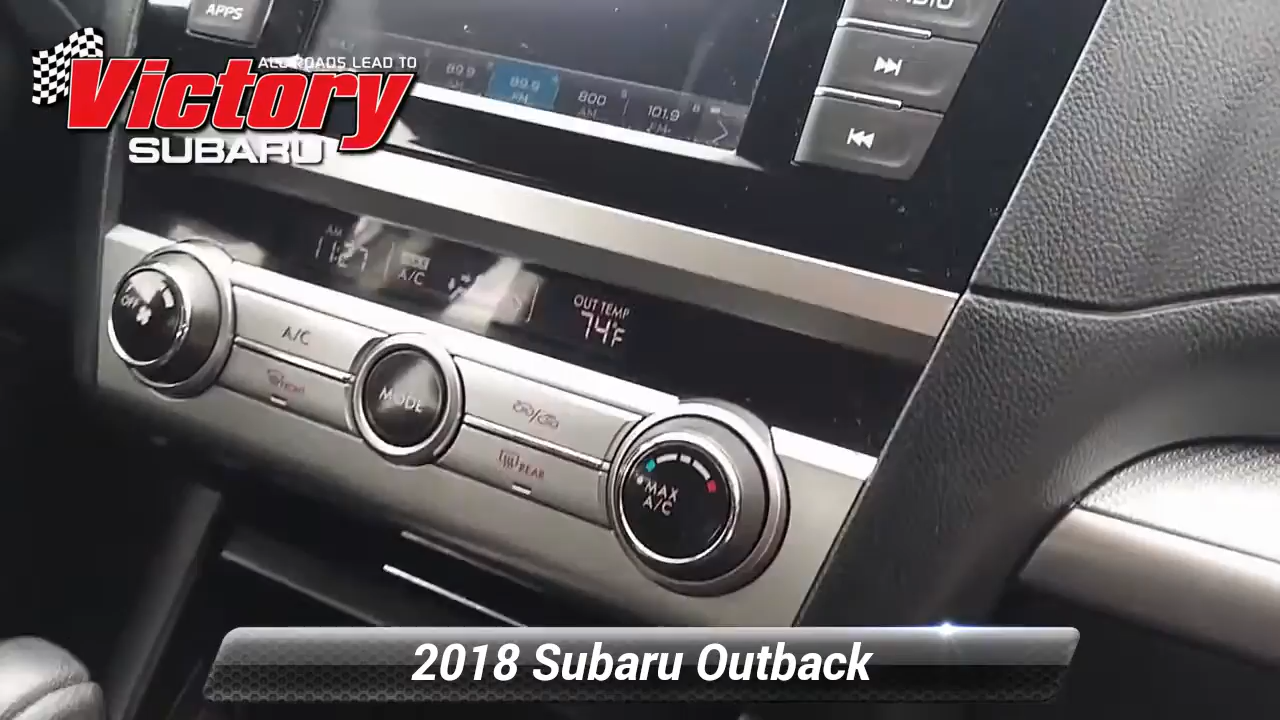 APPS
ALL ROADS LEAD TO
Victory
SUBARU
89.9
89.9
FM
800
AM
101.9
FM
AM
11:27
A/C
OUT TEMP
74°F
OFF
A/C
MODE
REAR
MAX
A/C
2018 Subaru Outback